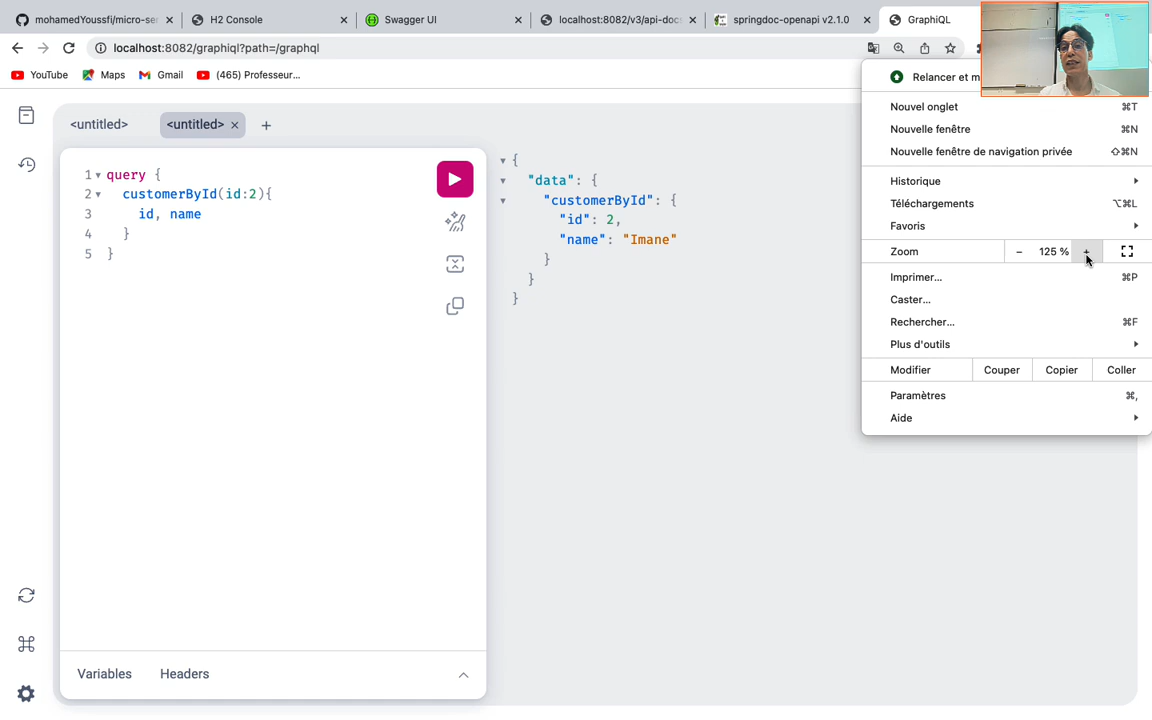 mohamedYoussfi/micro-se
H2 Console
Swagger UI
localhost:8082/v3/api-doc
springdoc-openapi v2.1.0
GraphiQL
localhost:8082/graphiql?path=/graphql
YouTube
Maps
Gmail
(465) Professeur...
Relancer et m
Nouvel onglet ⌘T
Nouvelle fenêtre ⌘N
Nouvelle fenêtre de navigation privée ⇧⌘N
Historique
Téléchargements ⌥⌘L
Favoris
Zoom − 125 % +
Imprimer... ⌘P
Caster...
Rechercher... ⌘F
Plus d'outils
Modifier Couper Copier Coller
Paramètres ⌘,
Aide
<untitled>
<untitled> × +
1 query {
2 customerById(id:2){
3 id, name
4 }
5 }
{
"data": {
"customerById": {
"id": 2,
"name": "Imane"
}
}
}
Variables Headers